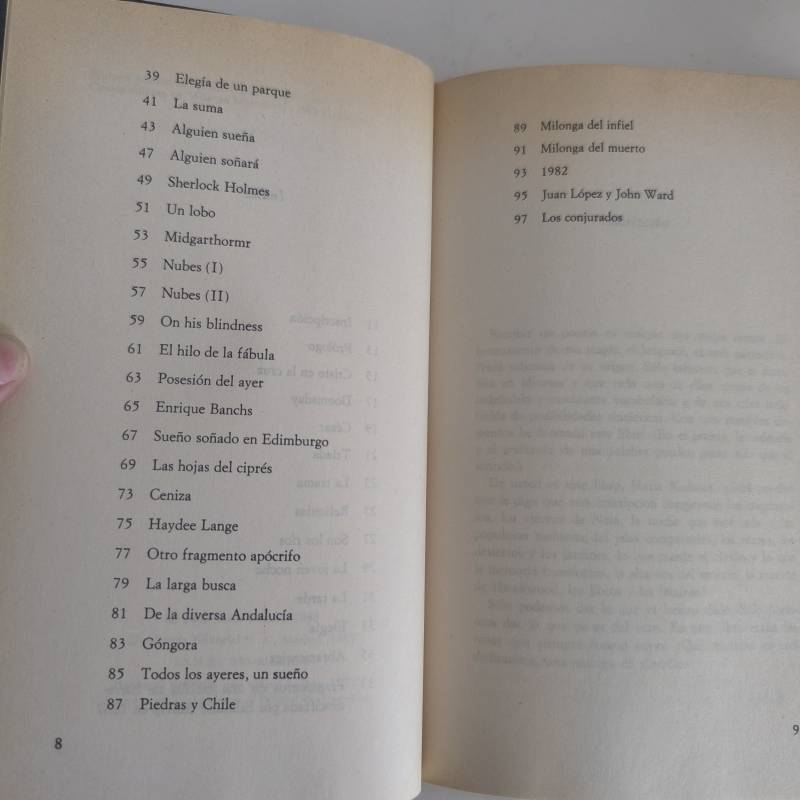 39 Elegía de un parque
41 La suma
43 Alguien sueña
47 Alguien soñará
49 Sherlock Holmes
51 Un lobo
53 Midgarthormr
55 Nubes (I)
57 Nubes (II)
59 On his blindness
61 El hilo de la fábula
63 Posesión del ayer
65 Enrique Banchs
67 Sueño soñado en Edimburgo
69 Las hojas del ciprés
73 Ceniza
75 Haydee Lange
77 Otro fragmento apócrifo
79 La larga busca
81 De la diversa Andalucía
83 Góngora
85 Todos los ayeres, un sueño
87 Piedras y Chile
8
89 Milonga del infiel
91 Milonga del muerto
93 1982
95 Juan López y John Ward
97 Los conjurados
9